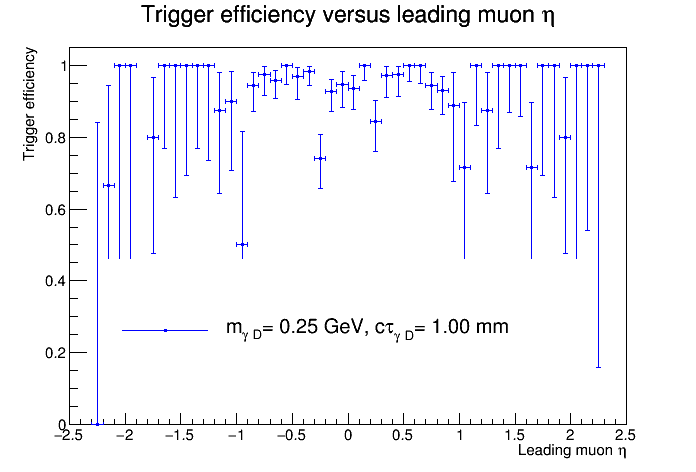 Trigger efficiency versus leading muon η
Trigger efficiency
1
0.8
0.6
0.4
0.2
0
m γ D = 0.25 GeV, cτ γ D = 1.00 mm
−2.5 −2 −1.5 −1 −0.5 0 0.5 1 1.5 2 2.5
Leading muon η